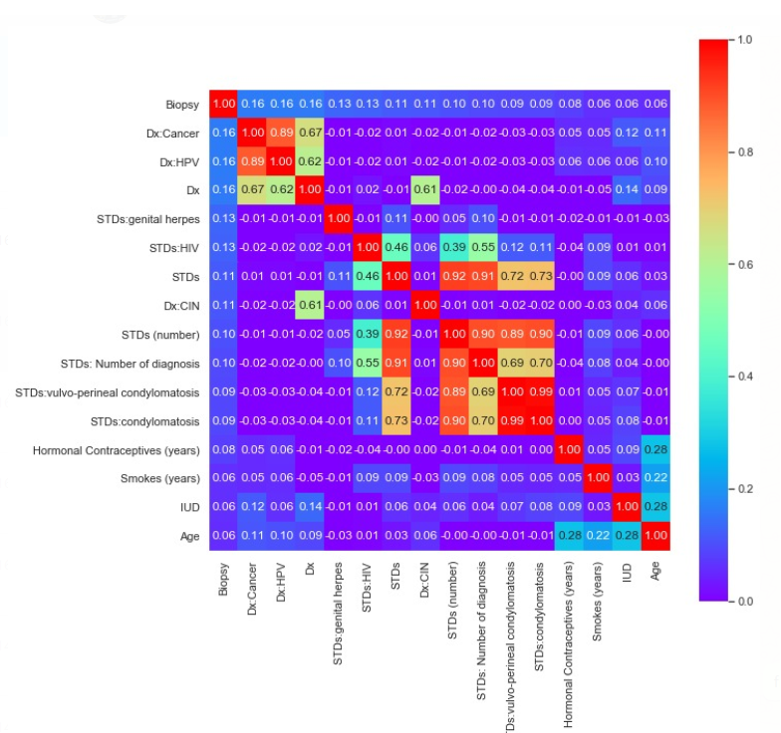 1.0
Biopsy 1.00 0.16 0.16 0.16 0.13 0.13 0.11 0.11 0.10 0.10 0.09 0.09 0.08 0.06 0.06 0.06
Dx:Cancer 0.16 1.00 0.89 0.67 -0.01 -0.02 0.01 -0.02 -0.01 -0.02 -0.03 -0.03 0.05 0.05 0.12 0.11
0.8
Dx:HPV 0.16 0.89 1.00 0.62 -0.01 -0.02 0.01 -0.02 -0.01 -0.02 -0.03 -0.03 0.06 0.06 0.06 0.10
Dx 0.16 0.67 0.62 1.00 -0.01 0.02 -0.01 0.61 -0.02 -0.00 -0.04 -0.04 -0.01 -0.05 0.14 0.09
STDs:genital herpes 0.13 -0.01 -0.01 -0.01 1.00 -0.01 0.11 -0.00 0.05 0.10 -0.01 -0.01 -0.02 -0.01 -0.01 -0.03
STDs:HIV 0.13 -0.02 -0.02 0.02 -0.01 1.00 0.46 0.06 0.39 0.55 0.12 0.11 -0.04 0.09 0.01 0.01
0.6
STDs 0.11 0.01 0.01 -0.01 0.11 0.46 1.00 0.01 0.92 0.91 0.72 0.73 -0.00 0.09 0.06 0.03
Dx:CIN 0.11 -0.02 -0.02 0.61 -0.00 0.06 0.01 1.00 -0.01 0.01 -0.02 -0.02 0.00 -0.03 0.04 0.06
STDs (number) 0.10 -0.01 -0.01 -0.02 0.05 0.39 0.92 -0.01 1.00 0.90 0.89 0.90 -0.01 0.09 0.06 -0.00
STDs: Number of diagnosis 0.10 -0.02 -0.02 -0.00 0.10 0.55 0.91 0.01 0.90 1.00 0.69 0.70 -0.04 0.08 0.04 -0.00
0.4
STDs:vulvo-perineal condylomatosis 0.09 -0.03 -0.03 -0.04 -0.01 0.12 0.72 -0.02 0.89 0.69 1.00 0.99 0.01 0.05 0.07 -0.01
STDs:condylomatosis 0.09 -0.03 -0.03 -0.04 -0.01 0.11 0.73 -0.02 0.90 0.70 0.99 1.00 0.00 0.05 0.08 -0.01
Hormonal Contraceptives (years) 0.08 0.05 0.06 -0.01 -0.02 -0.04 -0.00 0.00 -0.01 -0.04 0.01 0.00 1.00 0.05 0.09 0.28
Smokes (years) 0.06 0.05 0.06 -0.05 -0.01 0.09 0.09 -0.03 0.09 0.08 0.05 0.05 0.05 1.00 0.03 0.22
0.2
IUD 0.06 0.12 0.06 0.14 -0.01 0.01 0.06 0.04 0.06 0.04 0.07 0.08 0.09 0.03 1.00 0.28
Age 0.06 0.11 0.10 0.09 -0.03 0.01 0.03 0.06 -0.00 -0.00 -0.01 -0.01 0.28 0.22 0.28 1.00
0.0
Biopsy
Dx:Cancer
Dx:HPV
Dx
STDs:genital herpes
STDs:HIV
STDs
Dx:CIN
STDs (number)
STDs: Number of diagnosis
Ds:vulvo-perineal condylomatosis
STDs:condylomatosis
Hormonal Contraceptives (years)
Smokes (years)
IUD
Age